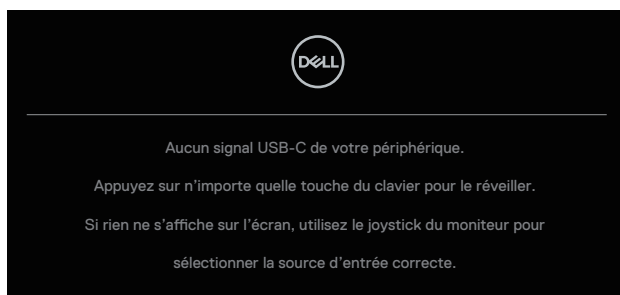 DELL
Aucun signal USB-C de votre périphérique.
Appuyez sur n’importe quelle touche du clavier pour le réveiller.
Si rien ne s’affiche sur l’écran, utilisez le joystick du moniteur pour
sélectionner la source d’entrée correcte.